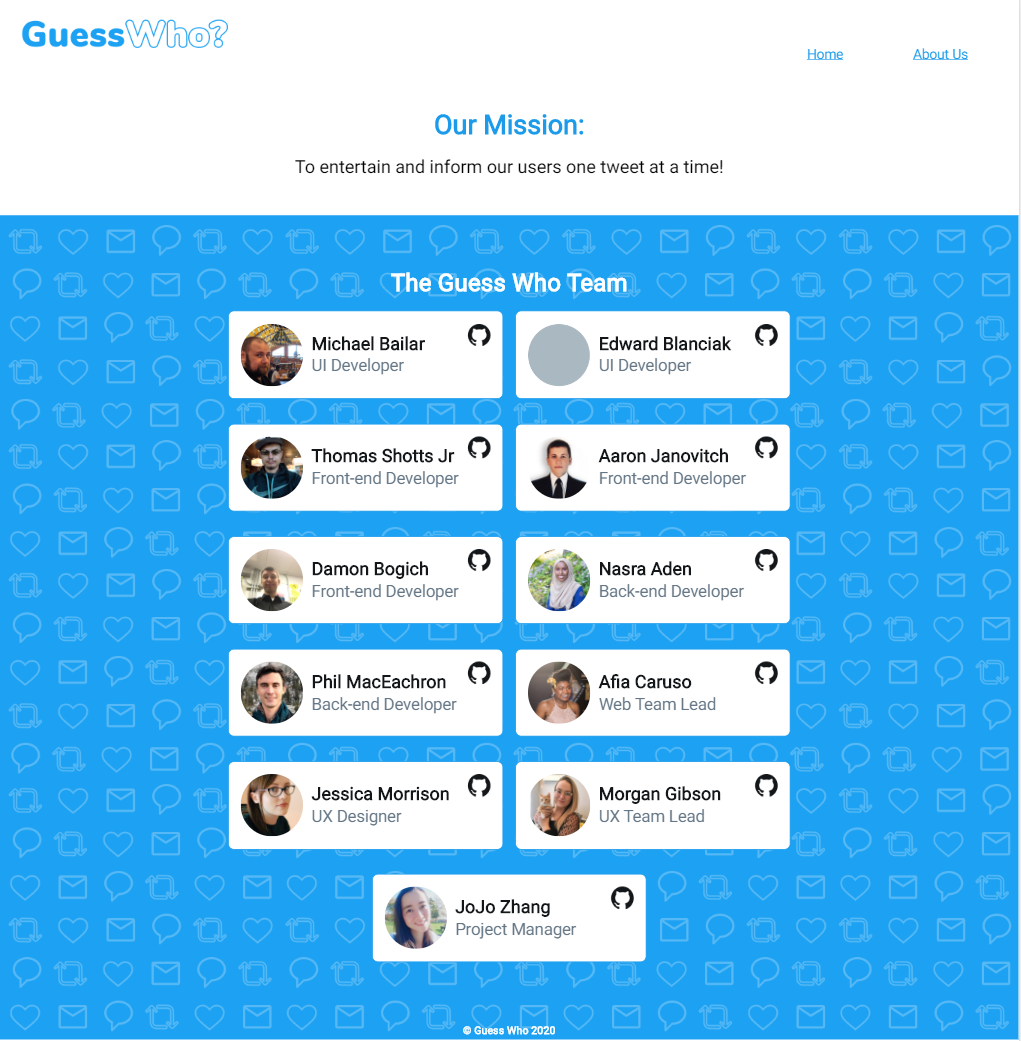 GuessWho?
Home
About Us
Our Mission:
To entertain and inform our users one tweet at a time!
The Guess Who Team
Michael Bailar
UI Developer
Edward Blanciak
UI Developer
Thomas Shotts Jr
Front-end Developer
Aaron Janovitch
Front-end Developer
Damon Bogich
Front-end Developer
Nasra Aden
Back-end Developer
Phil MacEachron
Back-end Developer
Afia Caruso
Web Team Lead
Jessica Morrison
UX Designer
Morgan Gibson
UX Team Lead
JoJo Zhang
Project Manager
© Guess Who 2020